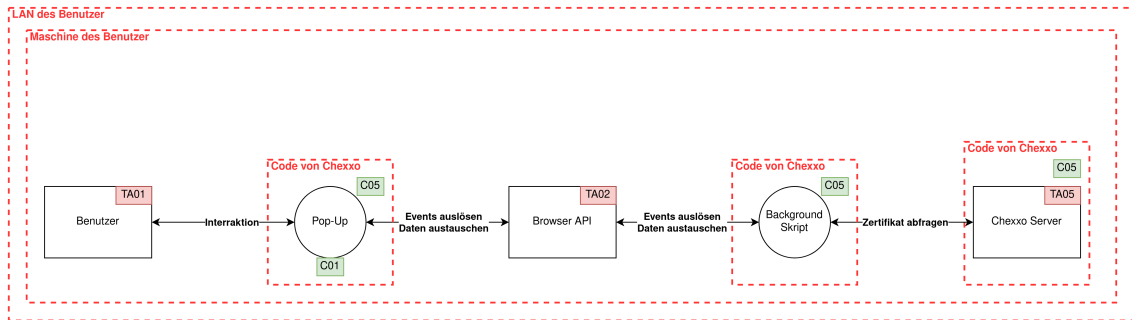 LAN des Benutzer
Maschine des Benutzer
Code von Chexxo
Code von Chexxo
Code von Chexxo
C05
C05
C05
TA01
TA02
TA05
Benutzer
Interraktion
Pop-Up
Events auslösen
Daten austauschen
Browser API
Events auslösen
Daten austauschen
Background
Skript
Zertifikat abfragen
Chexxo Server
C01